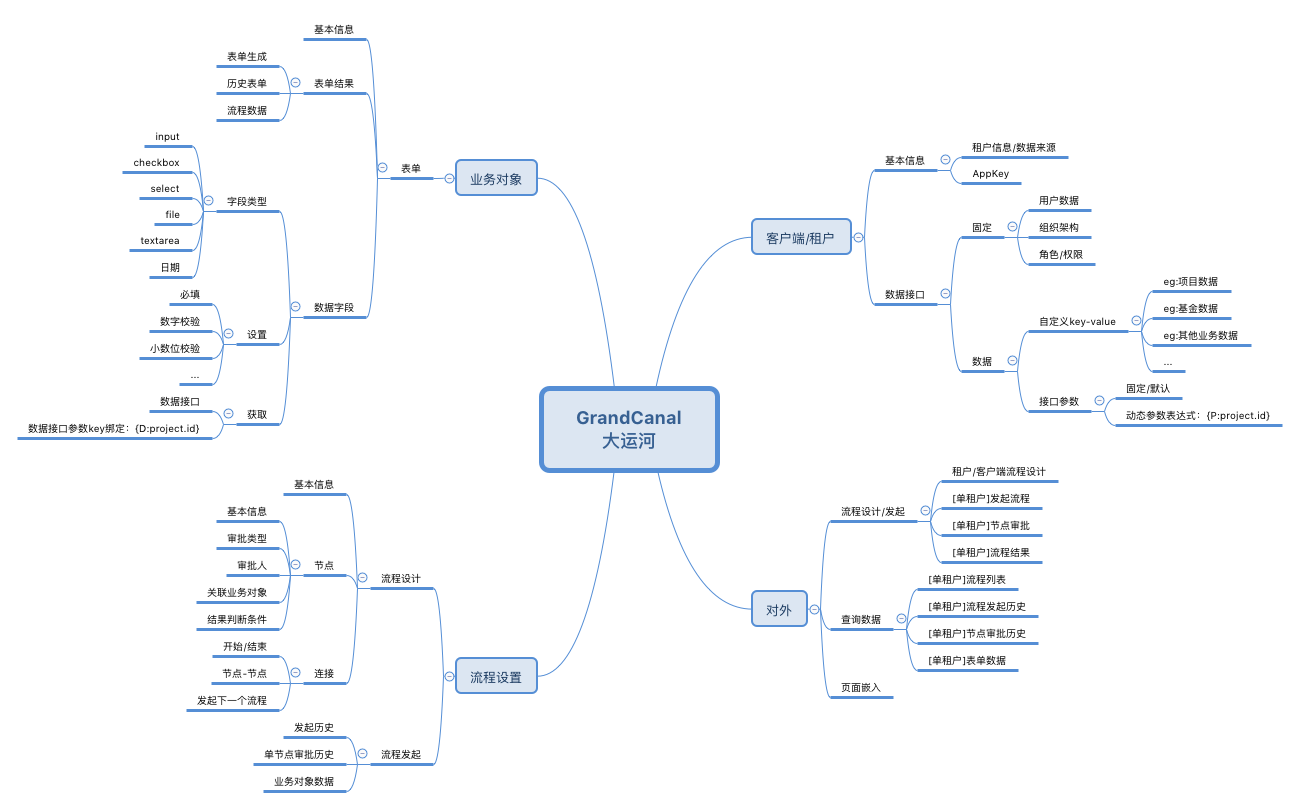 GrandCanal
大运河
业务对象
表单
基本信息
表单结果
表单生成
历史表单
流程数据
数据字段
字段类型
input
checkbox
select
file
textarea
日期
设置
必填
数字校验
小数位校验
...
获取
数据接口
数据接口参数key绑定：{D:project.id}
流程设置
流程设计
基本信息
节点
基本信息
审批类型
审批人
关联业务对象
结果判断条件
连接
开始/结束
节点-节点
发起下一个流程
流程发起
发起历史
单节点审批历史
业务对象数据
客户端/租户
基本信息
租户信息/数据来源
AppKey
数据接口
固定
用户数据
组织架构
角色/权限
数据
自定义key-value
eg:项目数据
eg:基金数据
eg:其他业务数据
...
接口参数
固定/默认
动态参数表达式：{P:project.id}
对外
流程设计/发起
租户/客户端流程设计
[单租户]发起流程
[单租户]节点审批
[单租户]流程结果
查询数据
[单租户]流程列表
[单租户]流程发起历史
[单租户]节点审批历史
[单租户]表单数据
页面嵌入